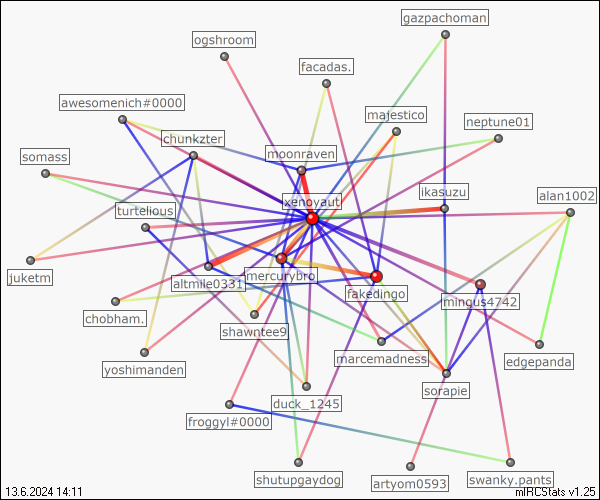 gazpachoman
ogshroom
facadas.
awesomenich#0000
majestico
neptune01
chunkzter
moonraven
somass
ikasuzu
alan1002
xenoyaut
turtelious
juketm
altmile0331
mercurybro
fakedingo
mingus4742
chobham.
shawntee9
marcemadness
edgepanda
yoshimanden
sorapie
duck_1245
froggyl#0000
shutupgaydog
artyom0593
swanky.pants
13.6.2024 14:11
mIRCStats v1.25